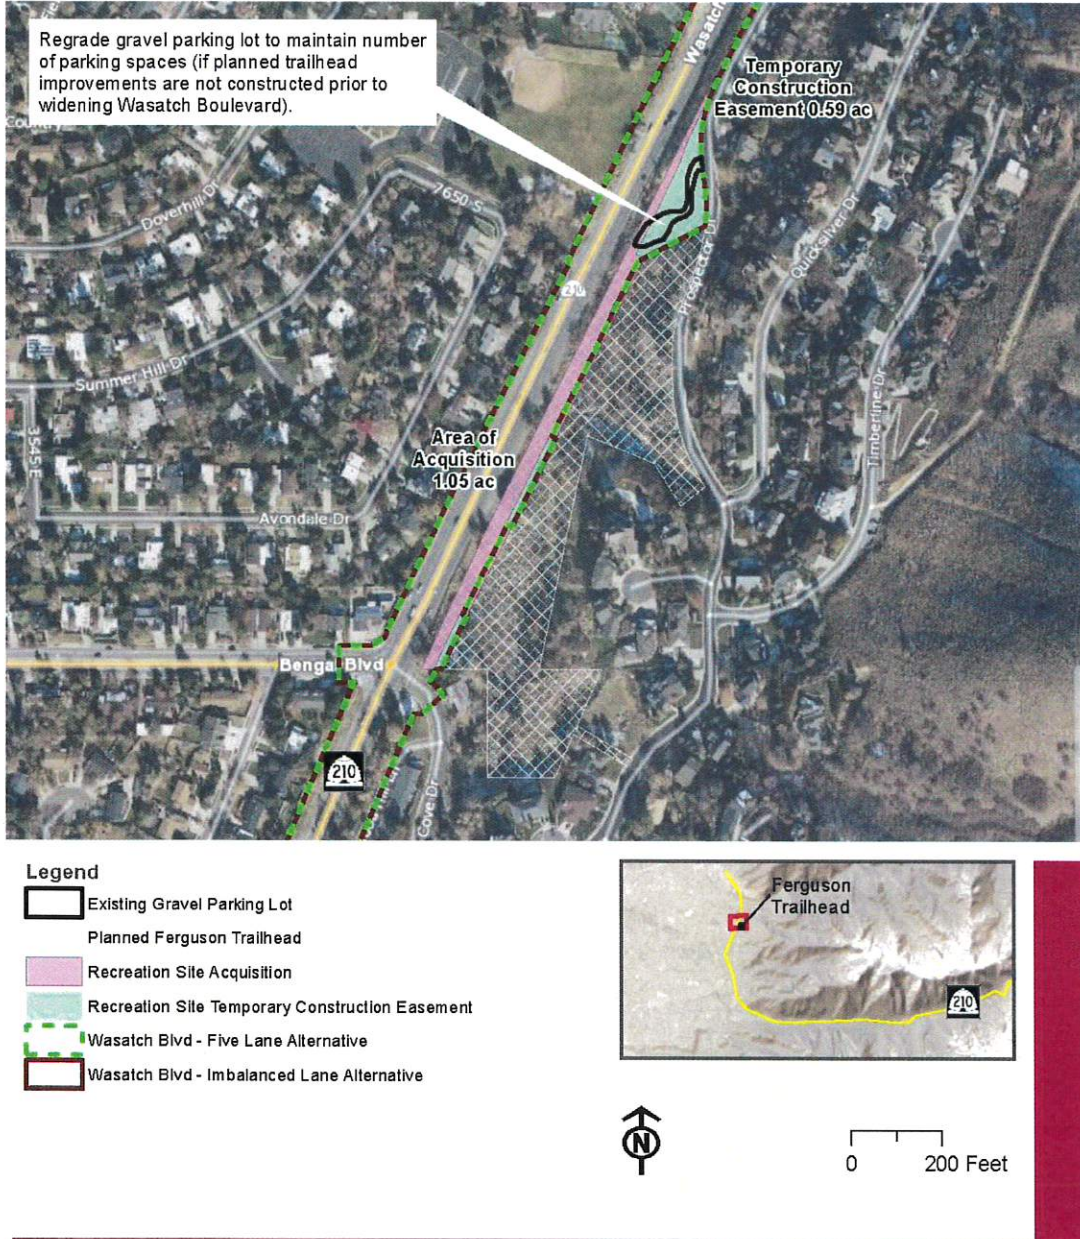 Regrade gravel parking lot to maintain number
of parking spaces (if planned trailhead
improvements are not constructed prior to
widening Wasatch Boulevard).
Wasatch
Temporary
Construction
Easement 0.59 ac
Country
Doverhill Dr
7650 S
Quicksilver Dr
Prospector Dr
210
Summer Hill Dr
3545 E
Timberline Dr
Area of
Acquisition
1.05 ac
Avondale Dr
Benga Blvd
210
Cove Dr
Legend
Existing Gravel Parking Lot
Planned Ferguson Trailhead
Recreation Site Acquisition
Recreation Site Temporary Construction Easement
Wasatch Blvd - Five Lane Alternative
Wasatch Blvd - Imbalanced Lane Alternative
Ferguson
Trailhead
210
N
0 200 Feet